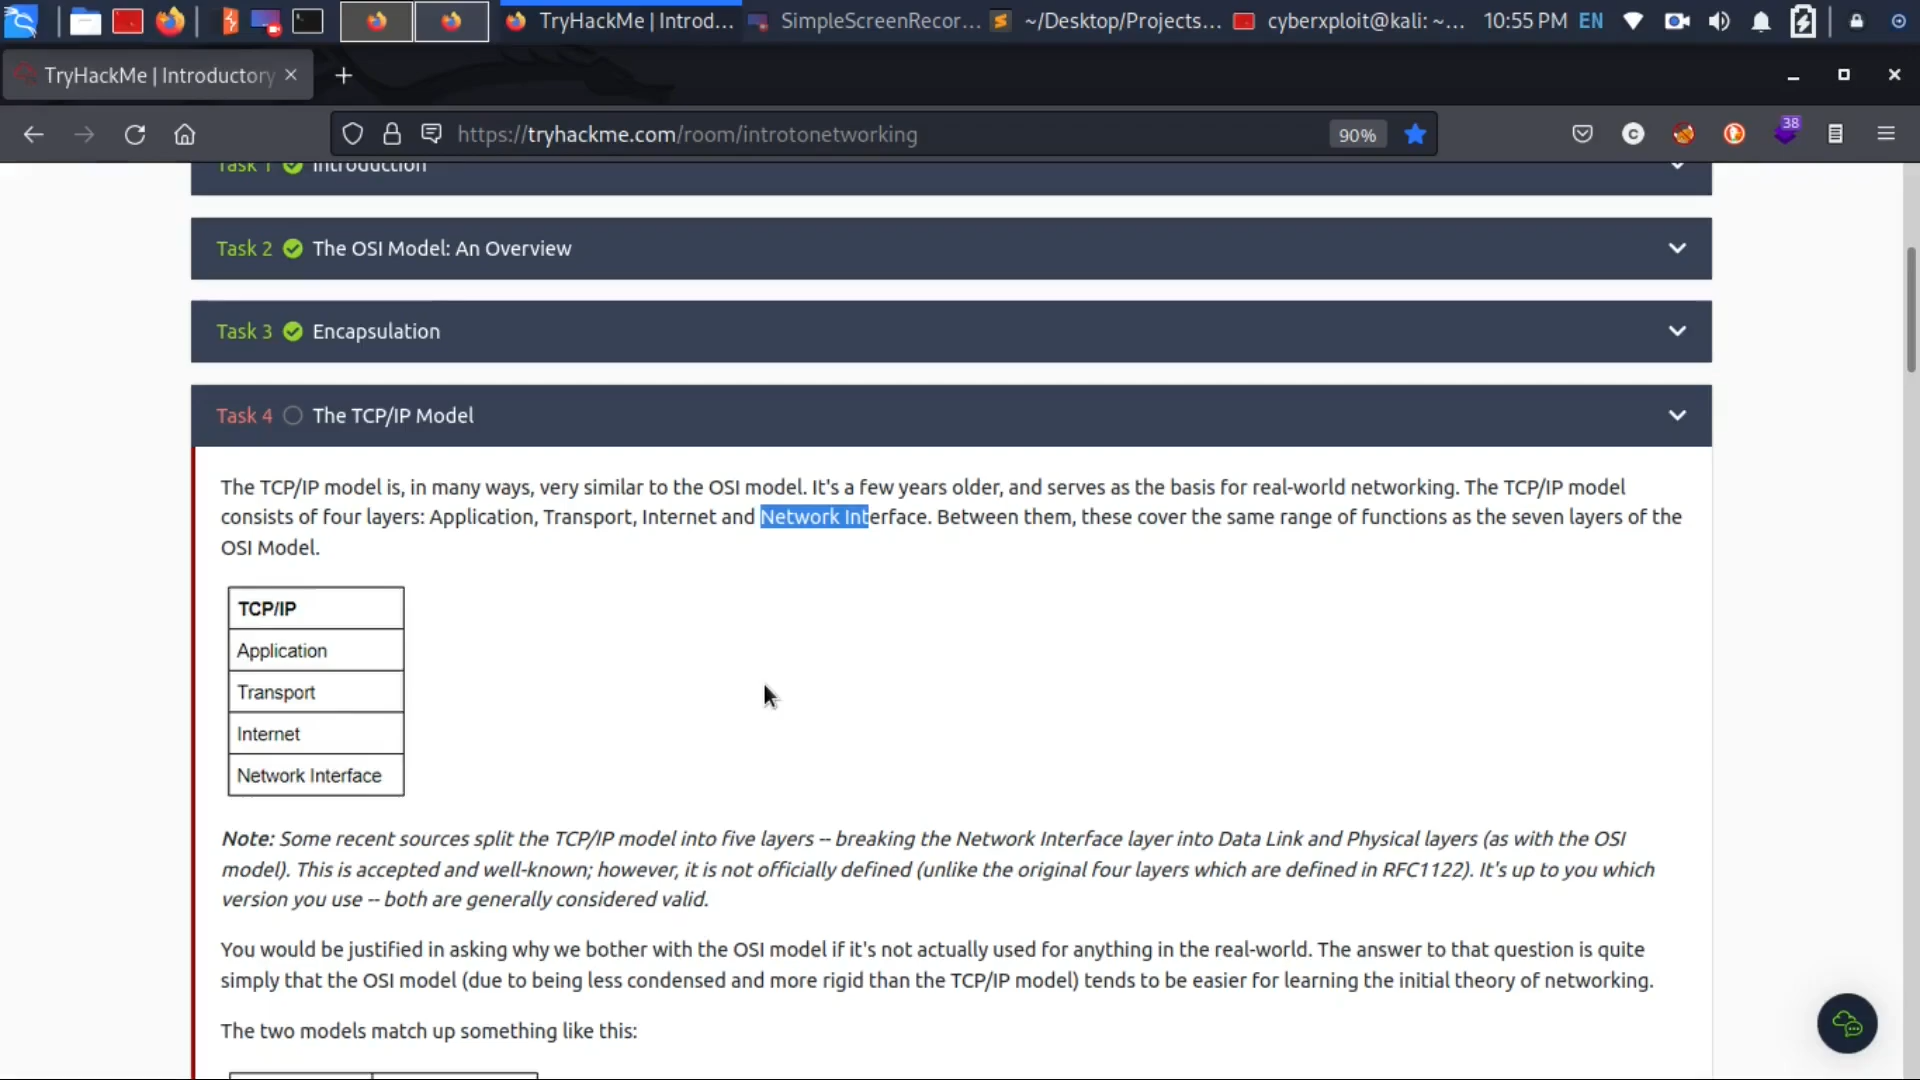 TryHackMe | Introd...
SimpleScreenRecor...
~/Desktop/Projects...
cyberxploit@kali: ~...
10:55 PM
EN
TryHackMe | Introductory
https://tryhackme.com/room/introtonetworking
90%
38
Task 1 Introduction
Task 2 The OSI Model: An Overview
Task 3 Encapsulation
Task 4 The TCP/IP Model
The TCP/IP model is, in many ways, very similar to the OSI model. It's a few years older, and serves as the basis for real-world networking. The TCP/IP model
consists of four layers: Application, Transport, Internet and Network Interface. Between them, these cover the same range of functions as the seven layers of the
OSI Model.
TCP/IP
Application
Transport
Internet
Network Interface
Note: Some recent sources split the TCP/IP model into five layers -- breaking the Network Interface layer into Data Link and Physical layers (as with the OSI
model). This is accepted and well-known; however, it is not officially defined (unlike the original four layers which are defined in RFC1122). It's up to you which
version you use -- both are generally considered valid.
You would be justified in asking why we bother with the OSI model if it's not actually used for anything in the real-world. The answer to that question is quite
simply that the OSI model (due to being less condensed and more rigid than the TCP/IP model) tends to be easier for learning the initial theory of networking.
The two models match up something like this: